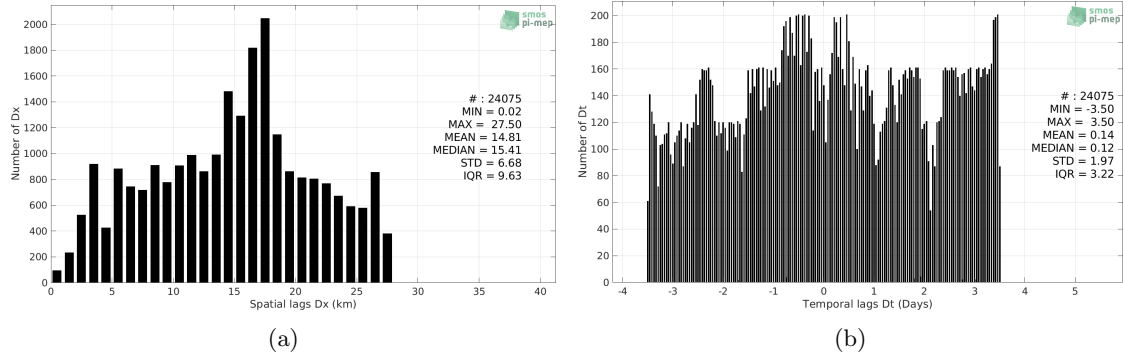 smos
pi-mep
2000
1800
1600
1400
1200
1000
800
600
400
200
0
Number of Dx
# : 24075
MIN = 0.02
MAX = 27.50
MEAN = 14.81
MEDIAN = 15.41
STD = 6.68
IQR = 9.63
0 5 10 15 20 25 30 35 40
Spatial lags Dx (km)
(a)
smos
pi-mep
200
180
160
140
120
100
80
60
40
20
0
Number of Dt
# : 24075
MIN = -3.50
MAX = 3.50
MEAN = 0.14
MEDIAN = 0.12
STD = 1.97
IQR = 3.22
-4 -3 -2 -1 0 1 2 3 4 5
Temporal lags Dt (Days)
(b)